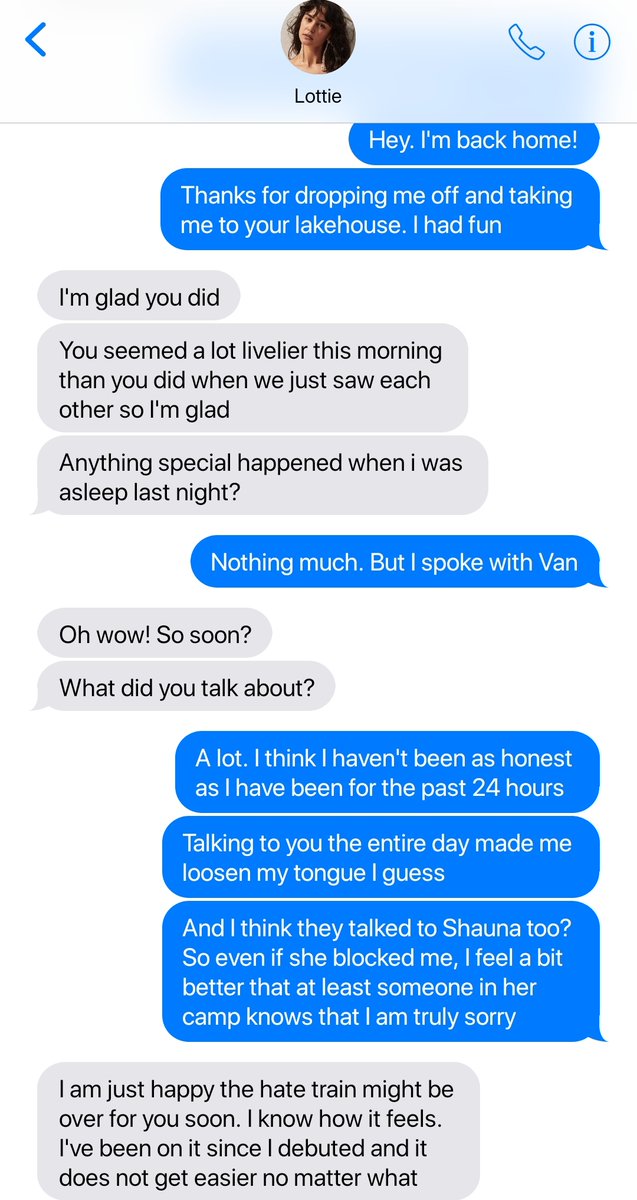 Lottie
Hey. I'm back home!
Thanks for dropping me off and taking
me to your lakehouse. I had fun
I'm glad you did
You seemed a lot livelier this morning
than you did when we just saw each
other so I'm glad
Anything special happened when i was
asleep last night?
Nothing much. But I spoke with Van
Oh wow! So soon?
What did you talk about?
A lot. I think I haven't been as honest
as I have been for the past 24 hours
Talking to you the entire day made me
loosen my tongue I guess
And I think they talked to Shauna too?
So even if she blocked me, I feel a bit
better that at least someone in her
camp knows that I am truly sorry
I am just happy the hate train might be
over for you soon. I know how it feels.
I've been on it since I debuted and it
does not get easier no matter what